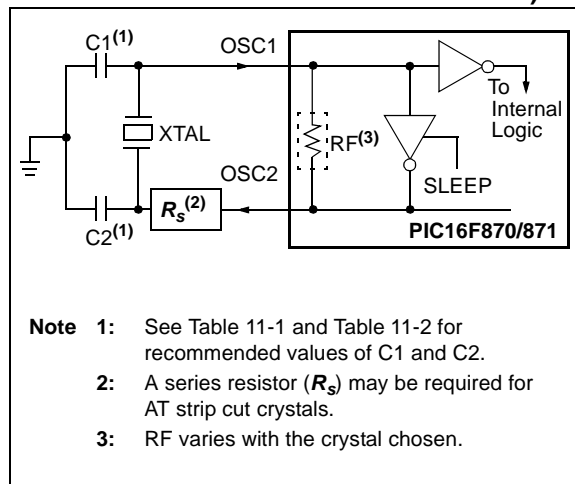 C1(1)
OSC1
To
Internal
Logic
XTAL
RF(3)
OSC2
SLEEP
C2(1)
Rs(2)
PIC16F870/871
Note 1: See Table 11-1 and Table 11-2 for
recommended values of C1 and C2.
2: A series resistor (Rs) may be required for
AT strip cut crystals.
3: RF varies with the crystal chosen.